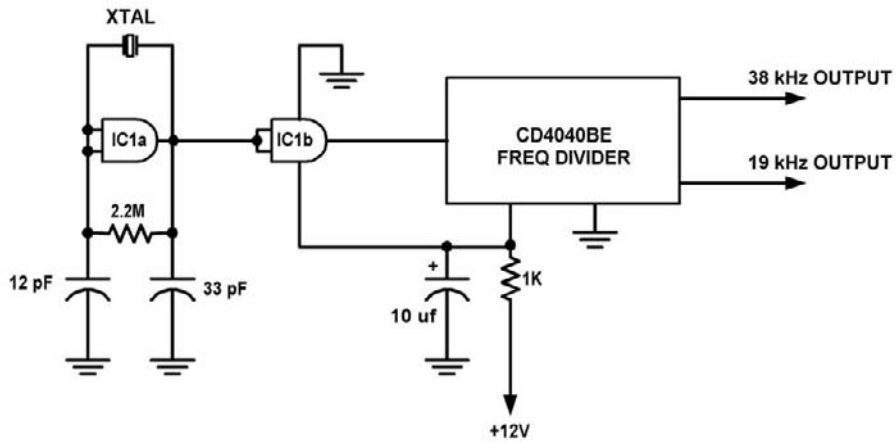 XTAL
38 kHz OUTPUT
IC1a
IC1b
CD4040BE
FREQ DIVIDER
19 kHz OUTPUT
2.2M
12 pF
33 pF
+
10 uf
1K
+12V